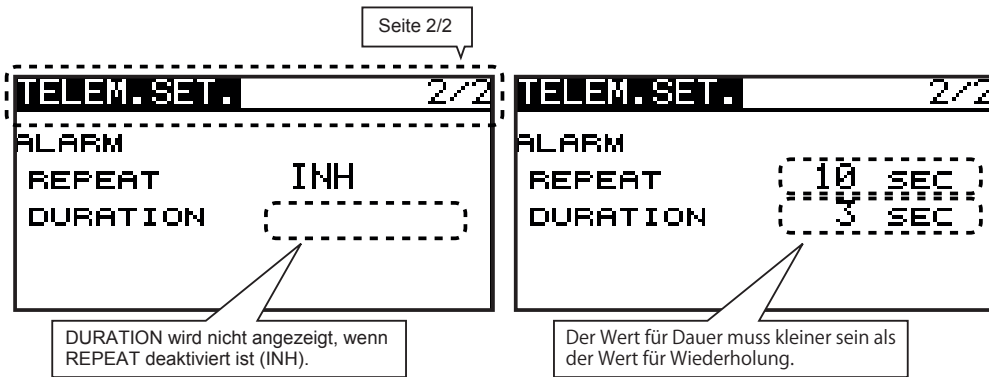 Seite 2/2
TELEM.SET. 2/2
ALARM
REPEAT INH
DURATION
DURATION wird nicht angezeigt, wenn
REPEAT deaktiviert ist (INH).
TELEM.SET. 2/2
ALARM
REPEAT 10 SEC
DURATION 3 SEC
Der Wert für Dauer muss kleiner sein als
der Wert für Wiederholung.